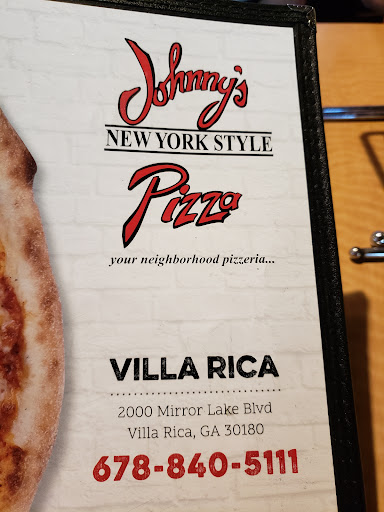 Johnny's
NEW YORK STYLE
Pizza
your neighborhood pizzeria...
VILLA RICA
2000 Mirror Lake Blvd
Villa Rica, GA 30180
678-840-5111